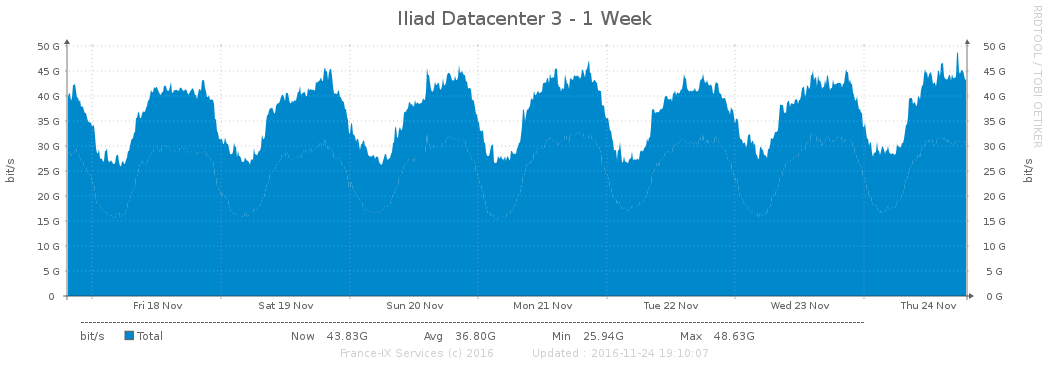 Iliad Datacenter 3 - 1 Week
RRDTOOL / TOBI OETIKER
50 G 50 G
45 G 45 G
40 G 40 G
35 G 35 G
30 G 30 G
25 G 25 G
20 G 20 G
15 G 15 G
10 G 10 G
5 G 5 G
0 0 G
bit/s bit/s
Fri 18 Nov Sat 19 Nov Sun 20 Nov Mon 21 Nov Tue 22 Nov Wed 23 Nov Thu 24 Nov
bit/s Total Now 43.83G Avg 36.80G Min 25.94G Max 48.63G
France-IX Services (c) 2016 Updated : 2016-11-24 19:10:07